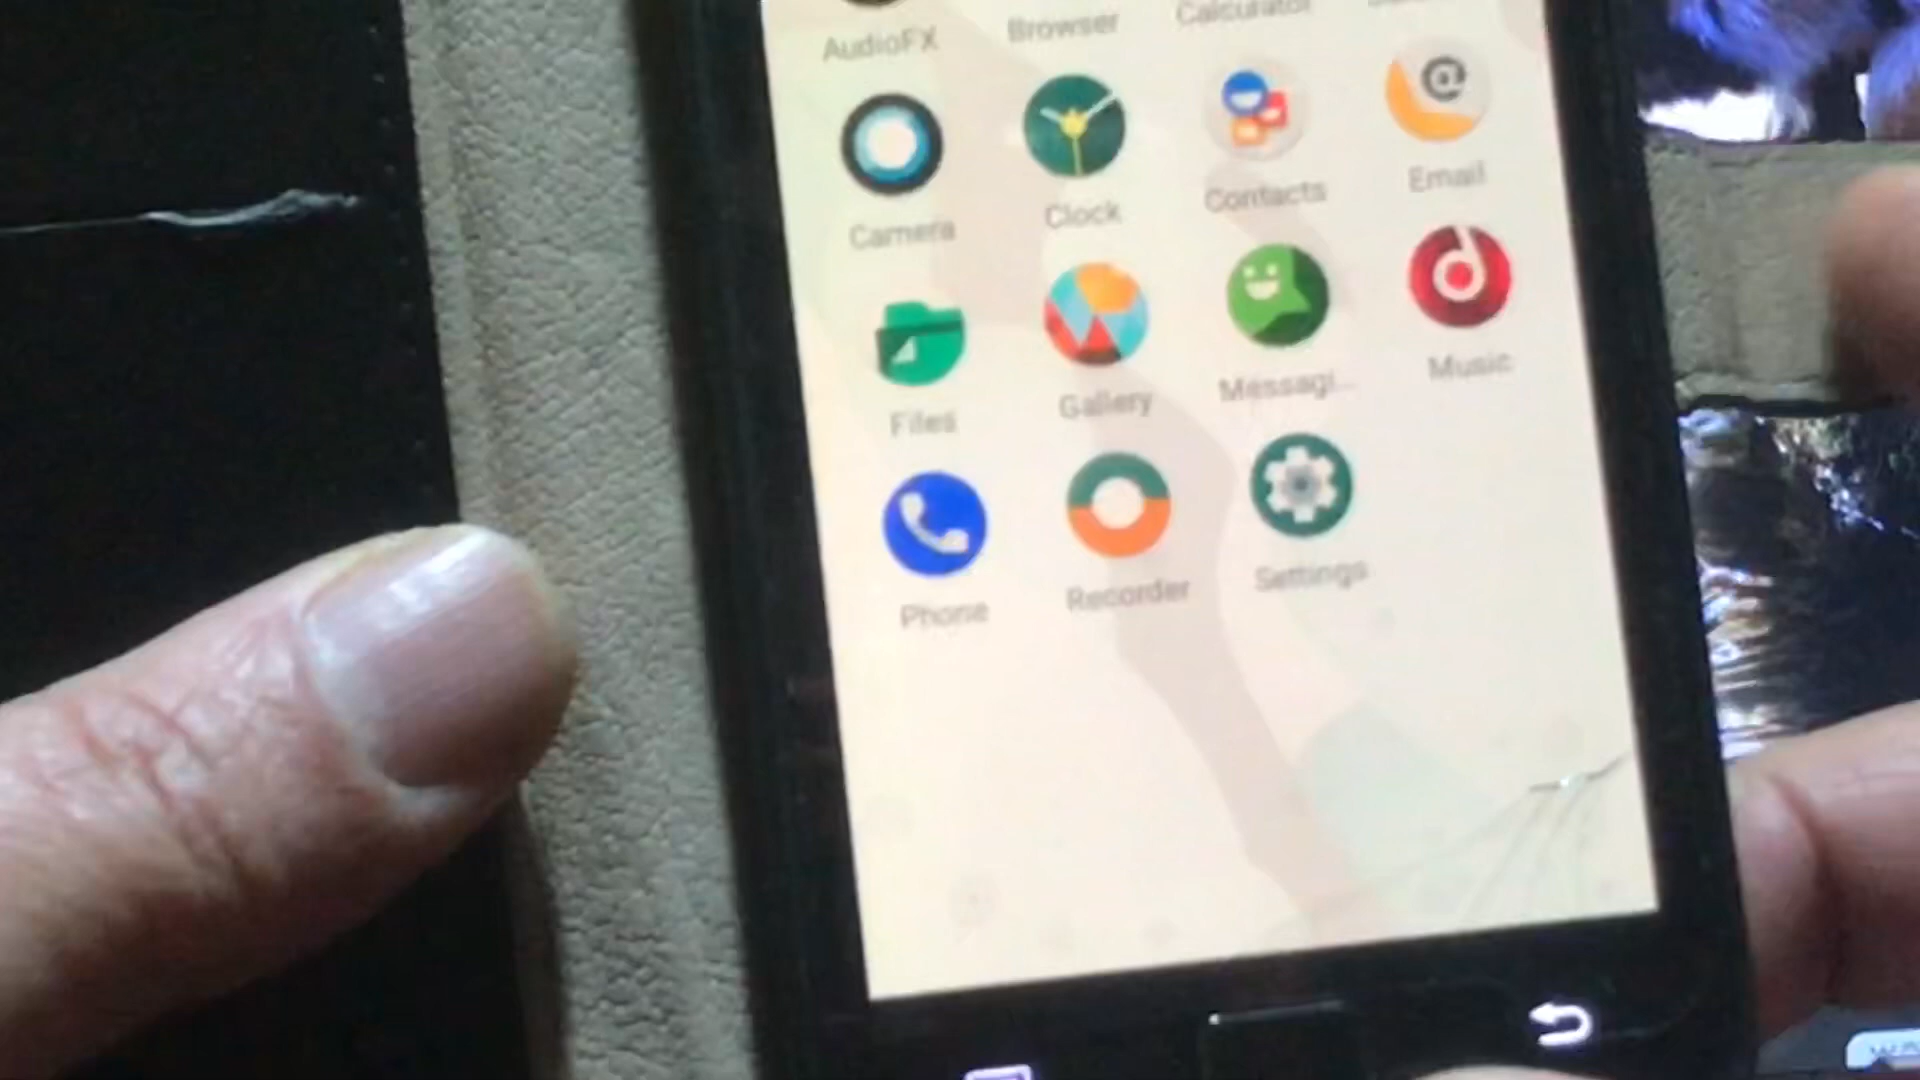 AudioFX Browser Calculator
Camera Clock Contacts Email
Files Gallery Messagi... Music
Phone Recorder Settings